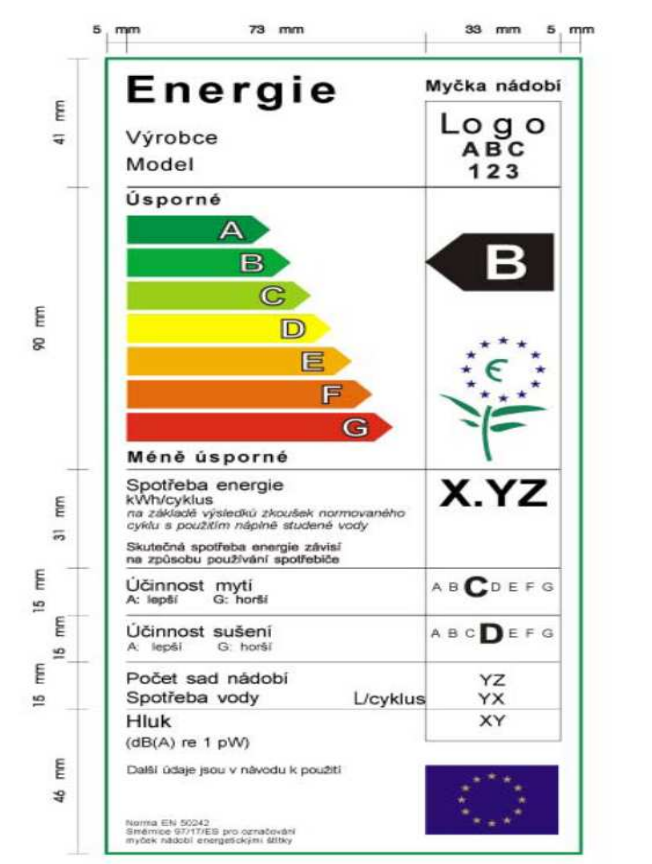 5 mm 73 mm 33 mm 5 mm
41 mm
90 mm
31 mm
15 mm
15 mm
15 mm
46 mm
Energie
Myčka nádobí
Výrobce
Model
Logo
ABC
123
Úsporné
A
B
C
D
E
F
G
B
Méně úsporné
Spotřeba energie
kWh/cyklus
na základě výsledků zkoušek normovaného
cyklu s použitím náplně studené vody
Skutečná spotřeba energie závisí
na způsobu používání spotřebiče
X.YZ
Účinnost mytí
A: lepší G: horší
A B C D E F G
Účinnost sušení
A: lepší G: horší
A B C D E F G
Počet sad nádobí YZ
Spotřeba vody L/cyklus YX
Hluk XY
(dB(A) re 1 pW)
Další údaje jsou v návodu k použití
Norma EN 50242
Směrnice 97/17/ES pro označování
myček nádobí energetickými štítky